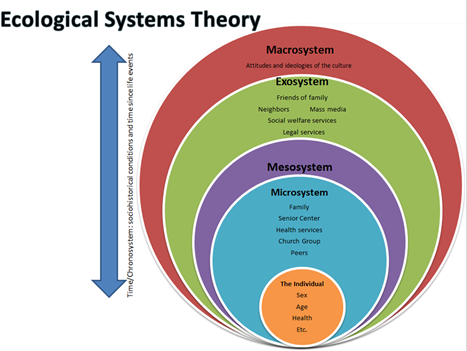 Ecological Systems Theory
Time/Chronosystem: sociohistorical conditions and time since life events
Macrosystem
Attitudes and ideologies of the culture
Exosystem
Friends of family
Neighbors Mass media
Social welfare services
Legal services
Mesosystem
Microsystem
Family
Senior Center
Health services
Church Group
Peers
The Individual
Sex
Age
Health
Etc.